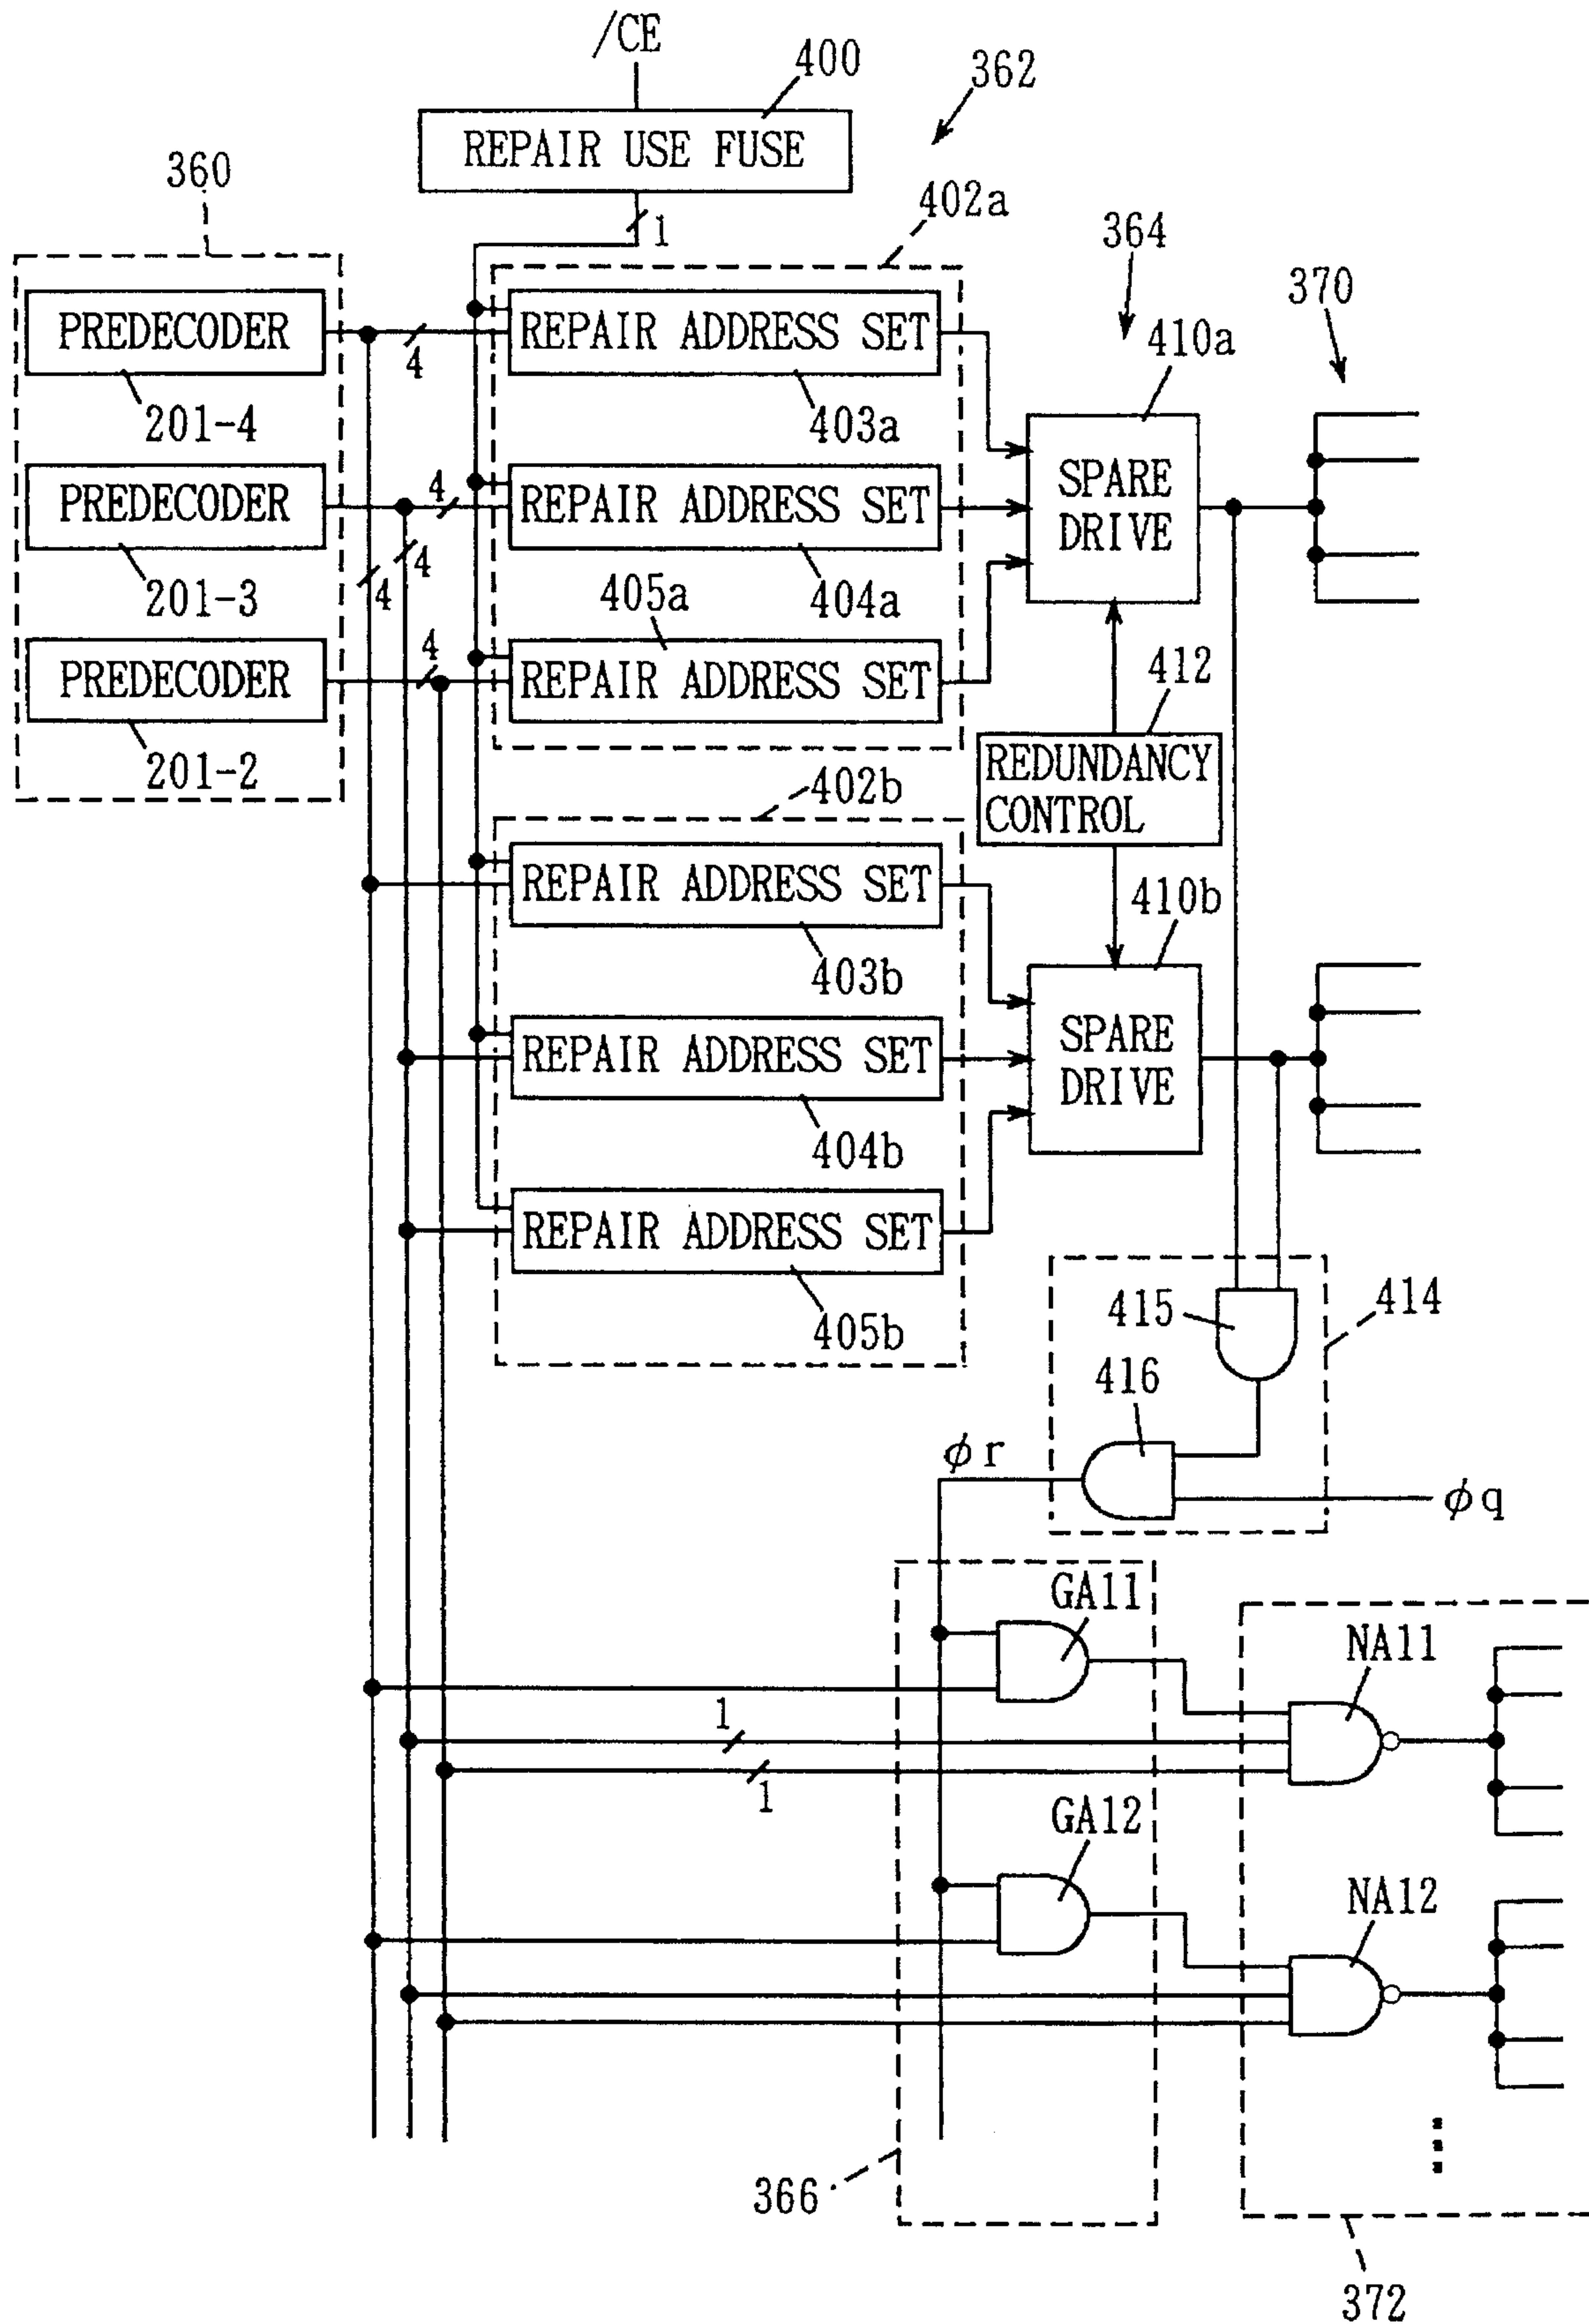 /CE
400
362
REPAIR USE FUSE
360
1
402a
364
370
PREDECODER
4
REPAIR ADDRESS SET
410a
201-4
403a
PREDECODER
4
REPAIR ADDRESS SET
SPARE
DRIVE
4
4
201-3
405a
404a
PREDECODER
4
REPAIR ADDRESS SET
412
201-2
REDUNDANCY
CONTROL
402b
REPAIR ADDRESS SET
410b
403b
REPAIR ADDRESS SET
SPARE
DRIVE
404b
REPAIR ADDRESS SET
405b
415
414
416
φr
φq
GA11
NA11
1
1
GA12
NA12
366
372